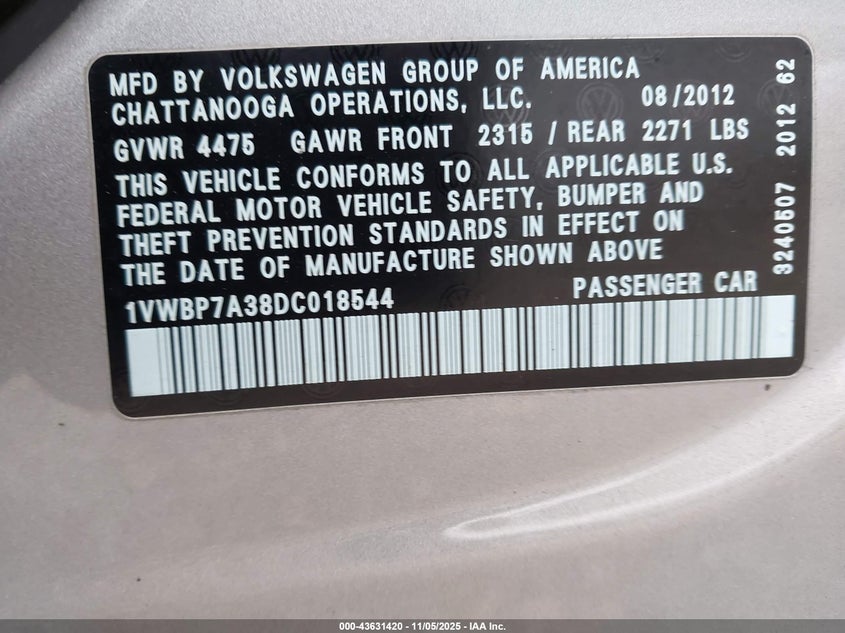 MFD BY VOLKSWAGEN GROUP OF AMERICA
CHATTANOOGA OPERATIONS, LLC. 08/2012
GVWR 4475 GAWR FRONT 2315 / REAR 2271 LBS
THIS VEHICLE CONFORMS TO ALL APPLICABLE U.S.
FEDERAL MOTOR VEHICLE SAFETY, BUMPER AND
THEFT PREVENTION STANDARDS IN EFFECT ON
THE DATE OF MANUFACTURE SHOWN ABOVE
1VWBP7A38DC018544 PASSENGER CAR
3240507 2012 62
000-43631420 - 11/05/2025 - IAA Inc.